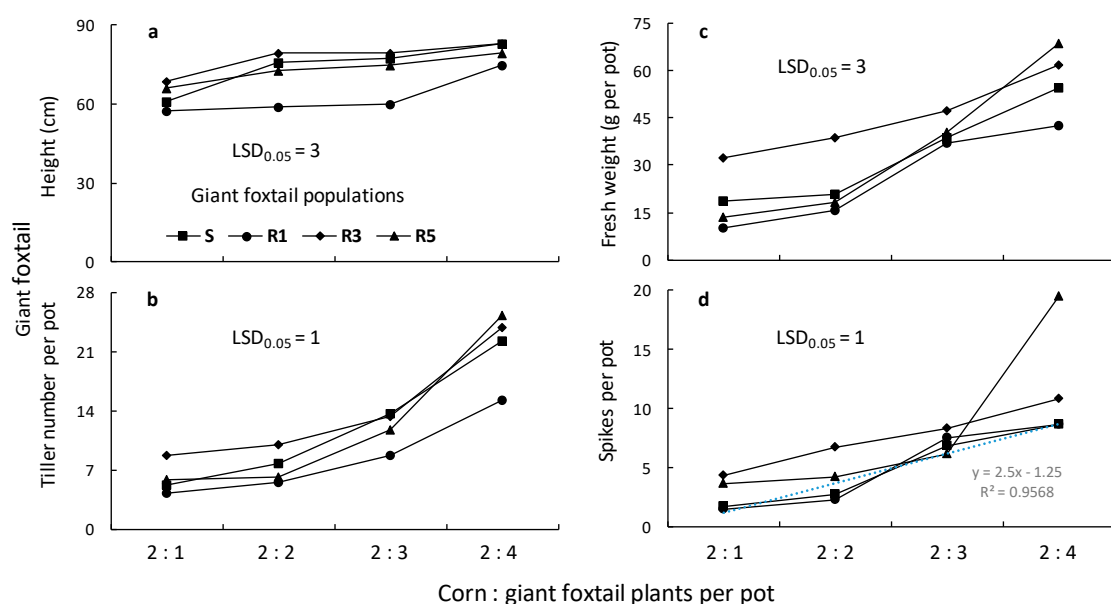 Giant foxtail
Height (cm)
90
60
30
0
a
LSD0.05 = 3
Giant foxtail populations
S R1 R3 R5
Tiller number per pot
28
21
14
7
0
b
LSD0.05 = 1
2 : 1 2 : 2 2 : 3 2 : 4
Fresh weight (g per pot)
75
60
45
30
15
0
c
LSD0.05 = 3
Spikes per pot
20
15
10
5
0
d
LSD0.05 = 1
y = 2.5x - 1.25
R² = 0.9568
2 : 1 2 : 2 2 : 3 2 : 4
Corn : giant foxtail plants per pot